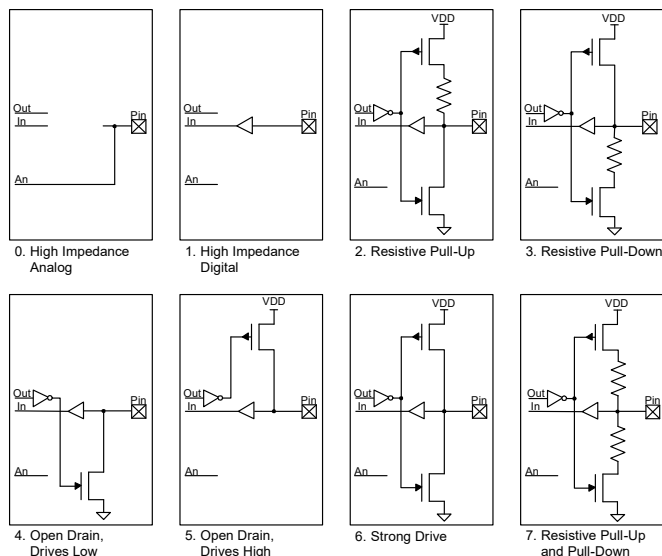 Out
In
Pin
An
0. High Impedance
Analog
Out
In
Pin
An
1. High Impedance
Digital
VDD
Out
In
Pin
An
2. Resistive Pull-Up
VDD
Out
In
Pin
An
3. Resistive Pull-Down
Out
In
Pin
An
4. Open Drain,
Drives Low
VDD
Out
In
Pin
An
5. Open Drain,
Drives High
VDD
Out
In
Pin
An
6. Strong Drive
VDD
Out
In
Pin
An
7. Resistive Pull-Up
and Pull-Down